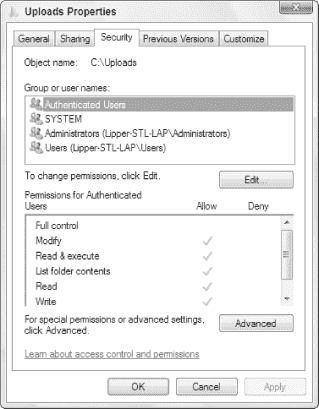 Uploads Properties
General Sharing Security Previous Versions Customize
Object name: C:\Uploads
Group or user names:
Authenticated Users
SYSTEM
Administrators (Lipper-STL-LAP\Administrators)
Users (Lipper-STL-LAP\Users)
To change permissions, click Edit.
Edit...
Permissions for Authenticated
Users Allow Deny
Full control
Modify
Read & execute
List folder contents
Read
Write
For special permissions or advanced settings,
click Advanced.
Advanced
Learn about access control and permissions
OK Cancel Apply